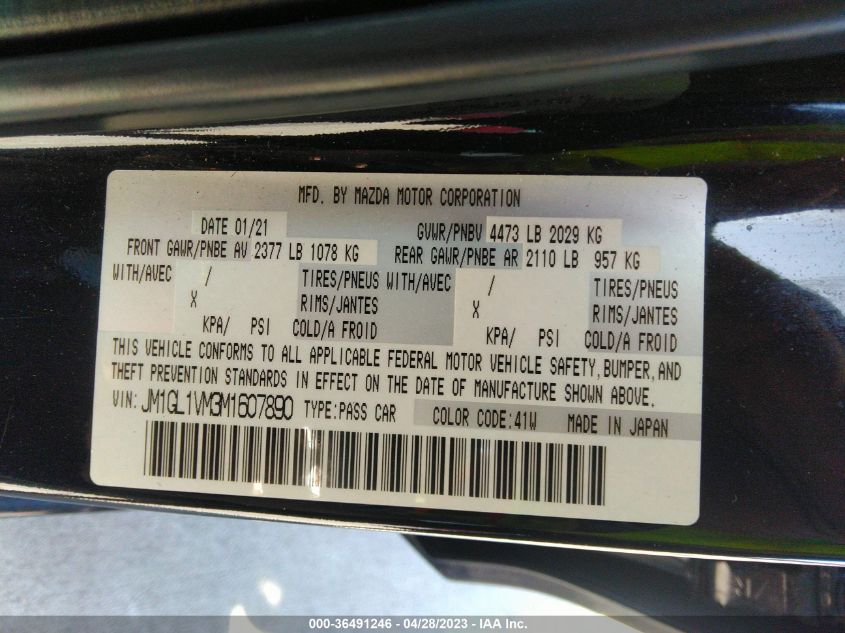 MFD. BY MAZDA MOTOR CORPORATION
DATE 01/21 GVWR/PNBV 4473 LB 2029 KG
FRONT GAWR/PNBE AV 2377 LB 1078 KG REAR GAWR/PNBE AR 2110 LB 957 KG
WITH/AVEC / TIRES/PNEUS WITH/AVEC / TIRES/PNEUS
X RIMS/JANTES X RIMS/JANTES
KPA/ PSI COLD/A FROID KPA/ PSI COLD/A FROID
THIS VEHICLE CONFORMS TO ALL APPLICABLE FEDERAL MOTOR VEHICLE SAFETY, BUMPER, AND
THEFT PREVENTION STANDARDS IN EFFECT ON THE DATE OF MANUFACTURE SHOWN ABOVE.
VIN: JM1GL1VM3M1607890 TYPE:PASS CAR COLOR CODE:41W MADE IN JAPAN
000-36491246 - 04/28/2023 - IAA Inc.